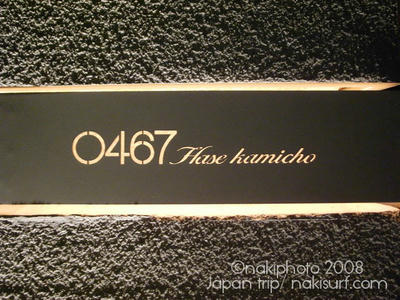 0467 Hase kamicho
©nakiphoto 2008
Japan trip/ nakisurf.com